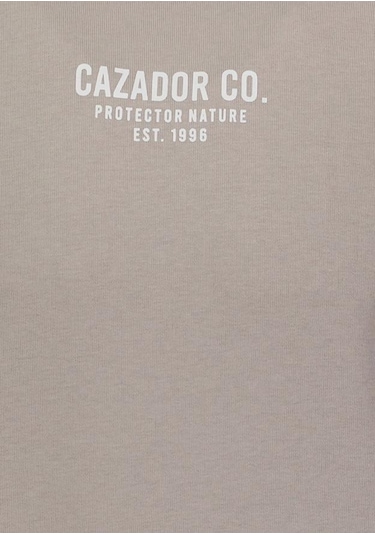 CAZADOR CO.
PROTECTOR NATURE
EST. 1996